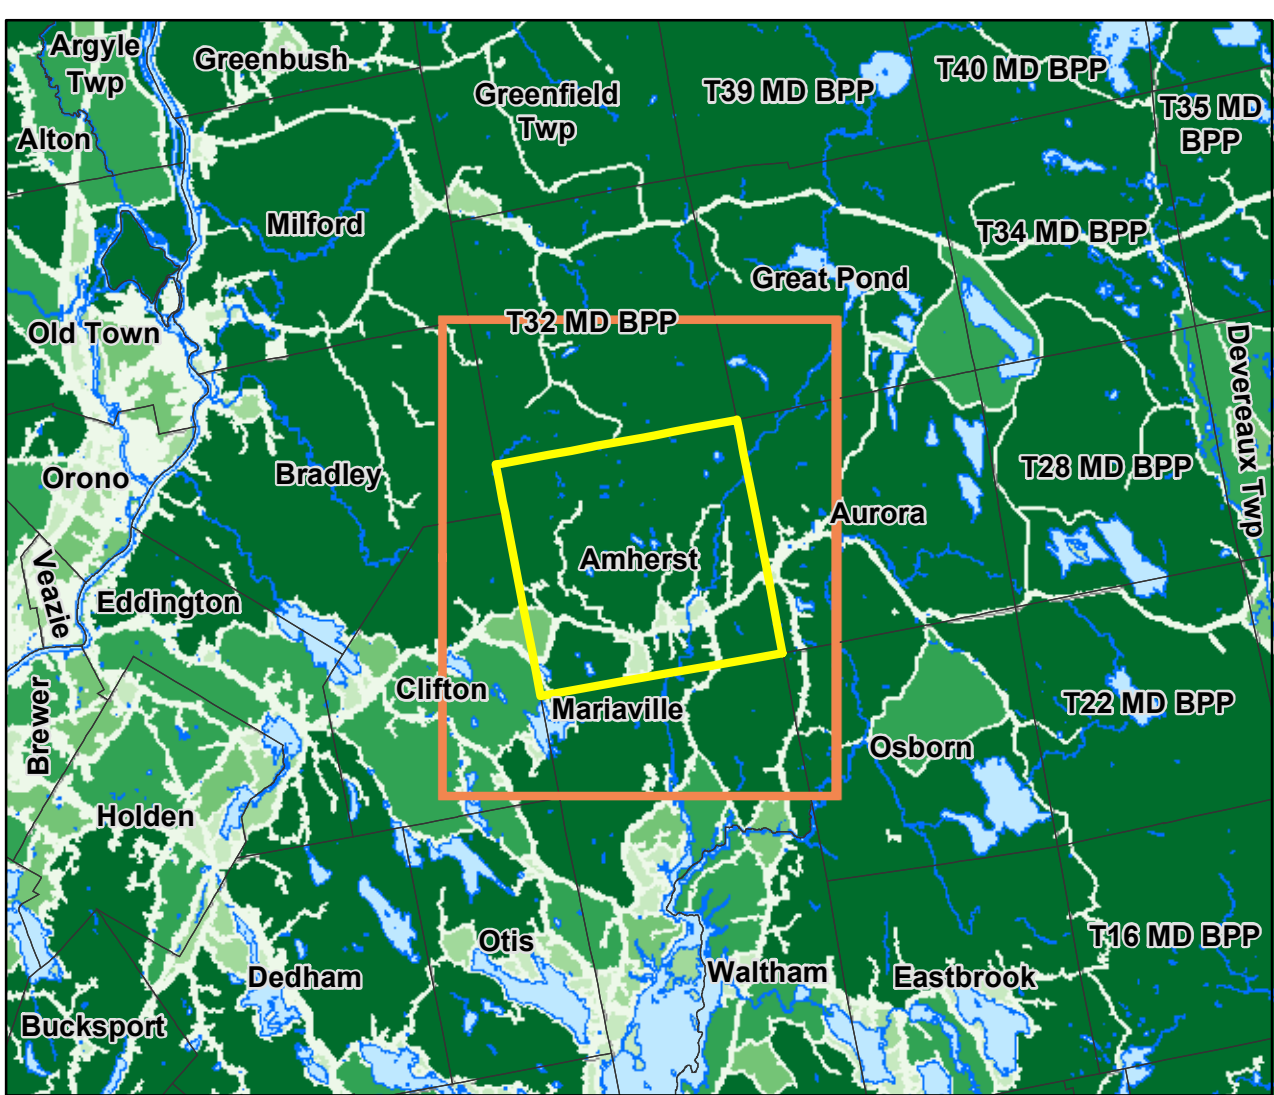 Argyle
Twp
Greenbush
Greenfield
Twp
T39 MD BPP
T40 MD BPP
T35 MD
BPP
Alton
Milford
T34 MD BPP
Great Pond
Old Town
T32 MD BPP
Devereaux Twp
Orono
Bradley
T28 MD BPP
Aurora
Veazie
Eddington
Amherst
Clifton
Mariaville
T22 MD BPP
Brewer
Osborn
Holden
Otis
T16 MD BPP
Dedham
Waltham
Eastbrook
Bucksport